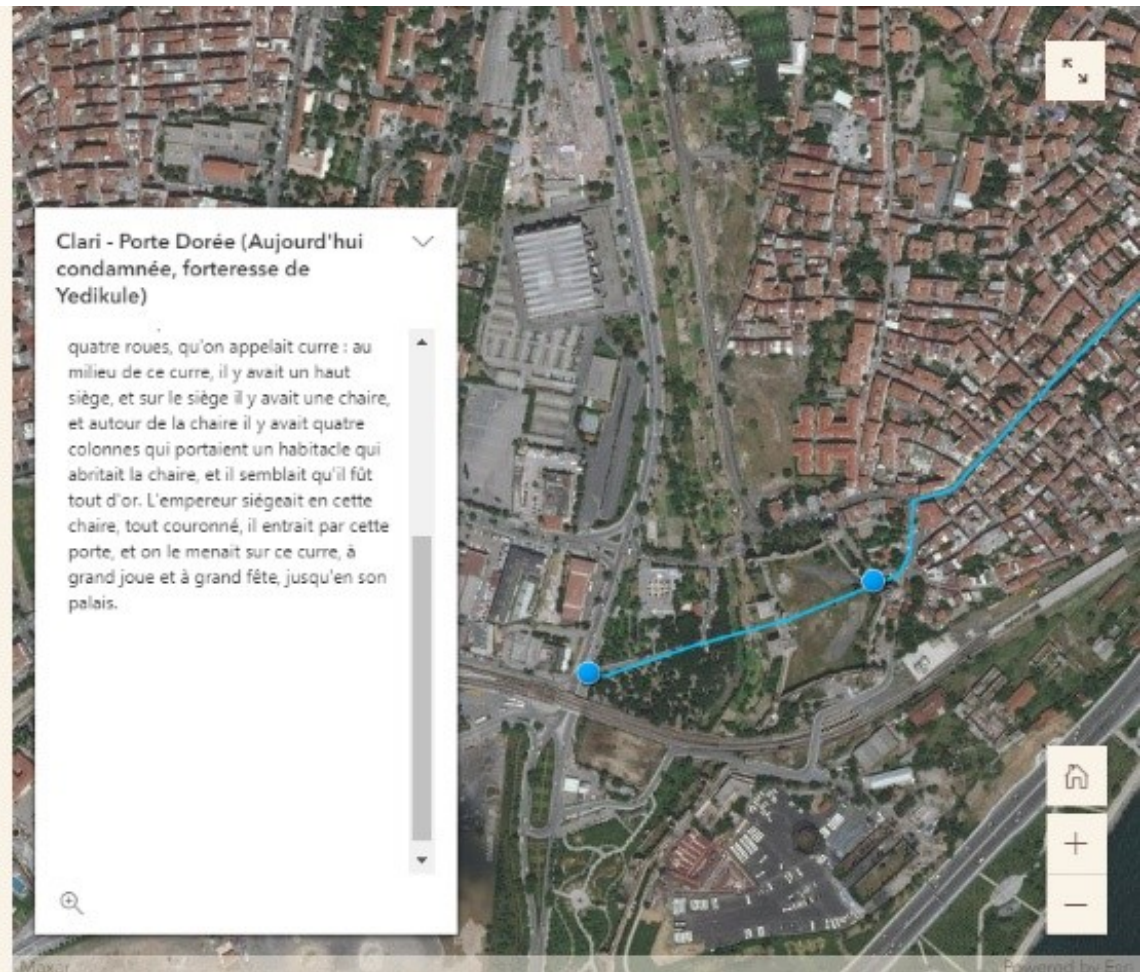 Clari - Porte Dorée (Aujourd'hui
condamnée, forteresse de
Yedikule)
quatre roues, qu'on appelait curre : au
milieu de ce curre, il y avait un haut
siège, et sur le siège il y avait une chaire,
et autour de la chaire il y avait quatre
colonnes qui portaient un habitacle qui
abritait la chaire, et il semblait qu'il fût
tout d'or. L'empereur siégeait en cette
chaire, tout couronné, il entrait par cette
porte, et on le menait sur ce curre, à
grand joue et à grand fête, jusqu'en son
palais.
Maxar
Powered by Esri